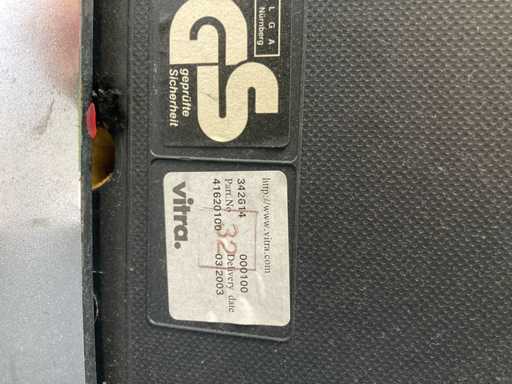 LGA
Nürnberg
GS
geprüfte
Sicherheit
http://www.vitra.com
342614 000100
Part.No Delivery date
41620100 03/2003
32
vitra.